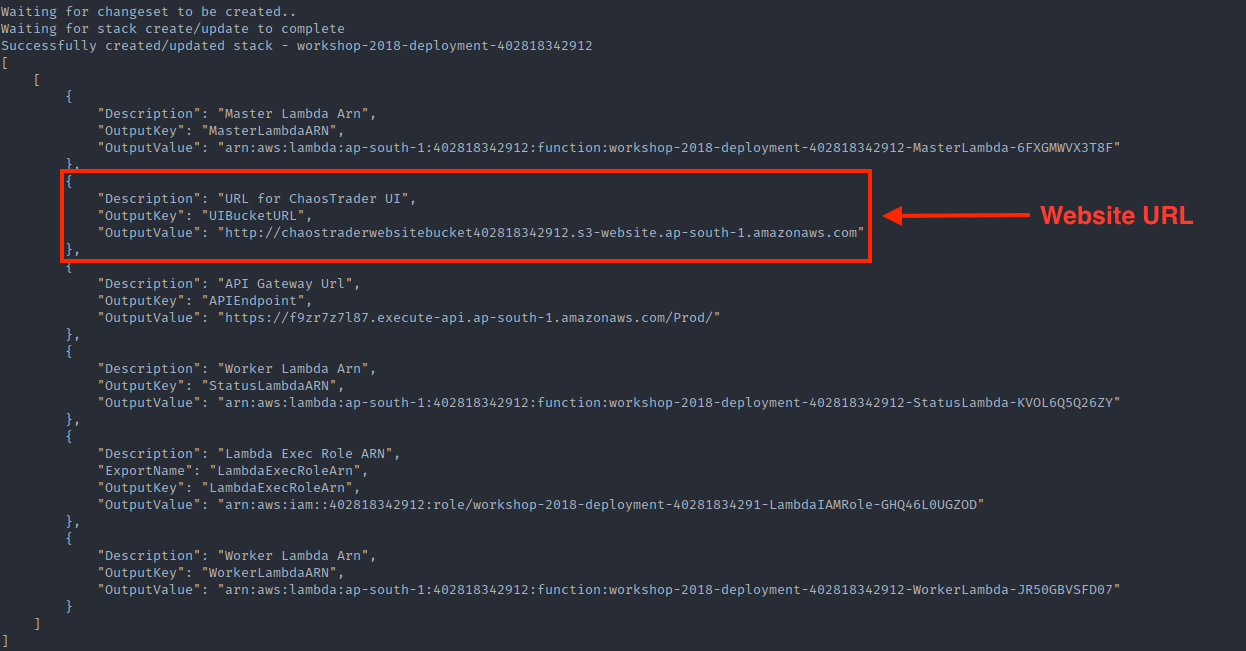 Waiting for changeset to be created..
Waiting for stack create/update to complete
Successfully created/updated stack - workshop-2018-deployment-402818342912
[
    [
        {
            "Description": "Master Lambda Arn",
            "OutputKey": "MasterLambdaARN",
            "OutputValue": "arn:aws:lambda:ap-south-1:402818342912:function:workshop-2018-deployment-402818342912-MasterLambda-6FXGMWVX3T8F"
        },
        {
            "Description": "URL for ChaosTrader UI",
            "OutputKey": "UIBucketURL",
            "OutputValue": "http://chaostraderwebsitebucket402818342912.s3-website.ap-south-1.amazonaws.com"
        },
Website URL
        {
            "Description": "API Gateway Url",
            "OutputKey": "APIEndpoint",
            "OutputValue": "https://f9zr7z7l87.execute-api.ap-south-1.amazonaws.com/Prod/"
        },
        {
            "Description": "Worker Lambda Arn",
            "OutputKey": "StatusLambdaARN",
            "OutputValue": "arn:aws:lambda:ap-south-1:402818342912:function:workshop-2018-deployment-402818342912-StatusLambda-KVOL6Q5Q26ZY"
        },
        {
            "Description": "Lambda Exec Role ARN",
            "ExportName": "LambdaExecRoleArn",
            "OutputKey": "LambdaExecRoleArn",
            "OutputValue": "arn:aws:iam::402818342912:role/workshop-2018-deployment-40281834291-LambdaIAMRole-GHQ46L0UGZOD"
        },
        {
            "Description": "Worker Lambda Arn",
            "OutputKey": "WorkerLambdaARN",
            "OutputValue": "arn:aws:lambda:ap-south-1:402818342912:function:workshop-2018-deployment-402818342912-WorkerLambda-JR50GBVSFD07"
        }
    ]
]